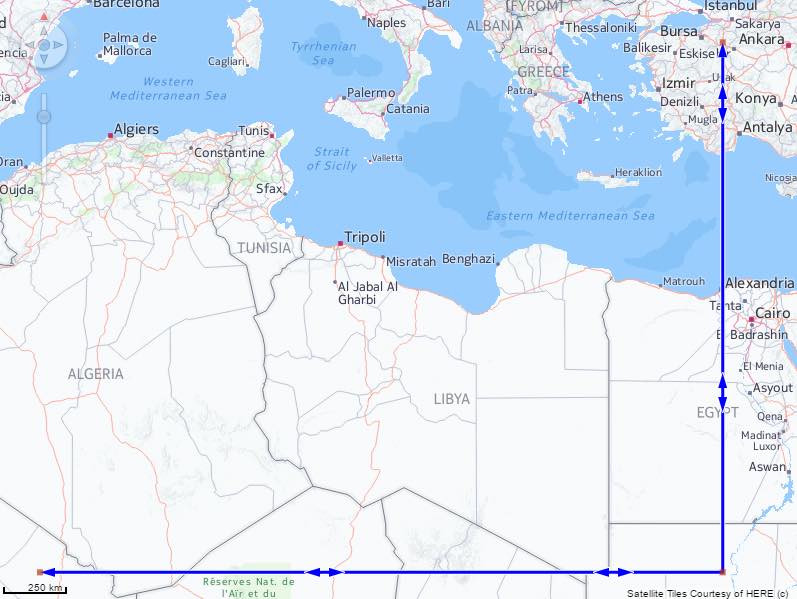 Barcelona
Bari
Istanbul
[FYROM]
Naples
ALBANIA
Thessaloniki
Sakarya
Bursa
Palma de
Mallorca
Tyrrhenian
Sea
Larisa
Balikesir
Eskisel
Ankara
Cagliari
GREECE
Western
Mediterranean Sea
Palermo
Patra
Athens
Izmir
Usak
Catania
Denizli
Konya
Algiers
Tunis
Mugla
Antalya
Oran
Constantine
Strait
of Sicily
Valletta
Heraklion
Nicosia
Oujda
Sfax
Eastern Mediterranean Sea
TUNISIA
Tripoli
Misratah
Benghazi
Al Jabal Al
Gharbi
Matrouh
Alexandria
Tanta
Cairo
El Badrashin
ALGERIA
El Menia
Asyout
LIBYA
EGYPT
Qena
Madinat
Luxor
Aswan
Réserves Nat. de
l'Aïr et du
250 km
Satellite Tiles Courtesy of HERE (c)